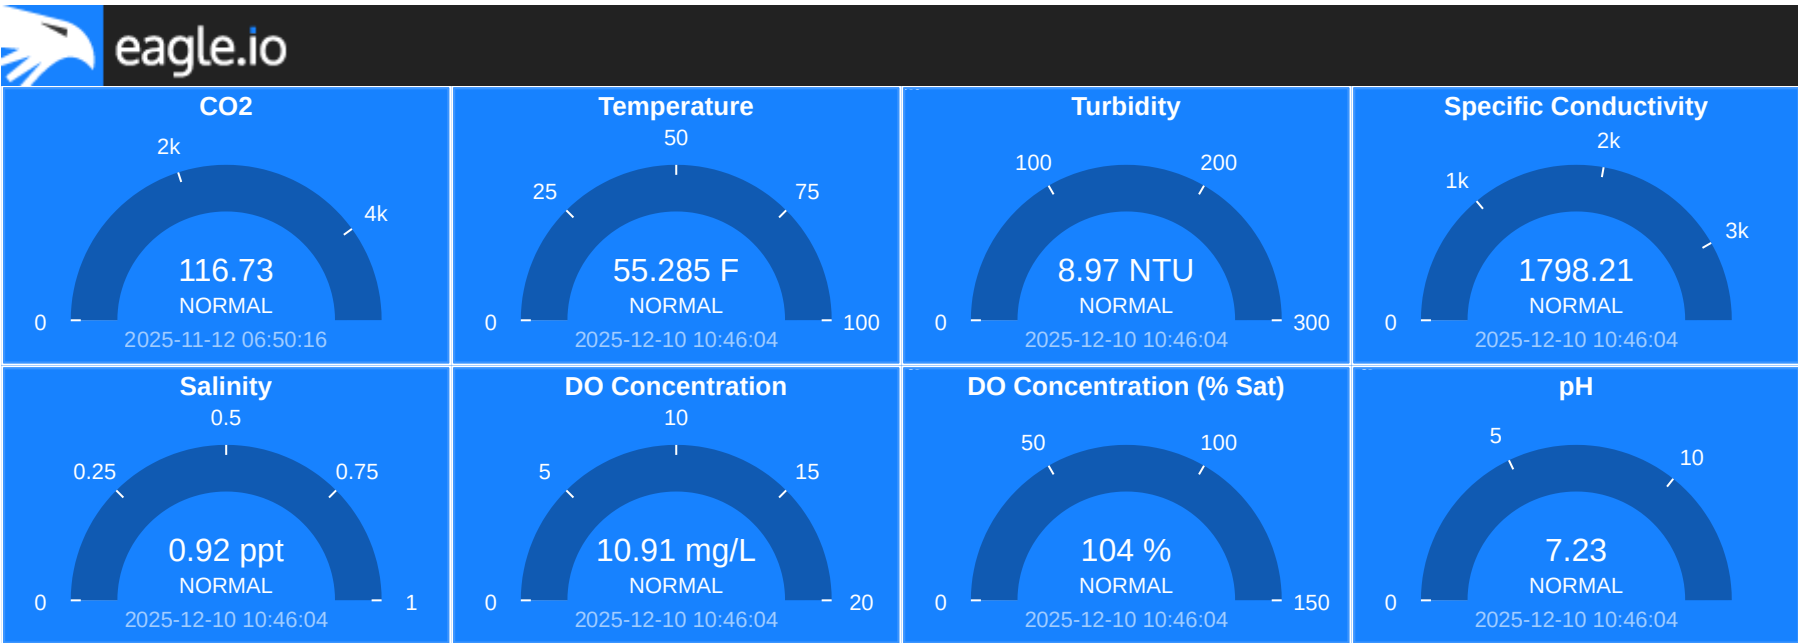 eagle.io
CO2
2k
4k
116.73
NORMAL
0
2025-11-12 06:50:16
Temperature
50
25
75
55.285 F
NORMAL
0
100
2025-12-10 10:46:04
Turbidity
100
200
8.97 NTU
NORMAL
0
300
2025-12-10 10:46:04
Specific Conductivity
2k
1k
3k
1798.21
NORMAL
0
2025-12-10 10:46:04
Salinity
0.5
0.25
0.75
0.92 ppt
NORMAL
0
1
2025-12-10 10:46:04
DO Concentration
10
5
15
10.91 mg/L
NORMAL
0
20
2025-12-10 10:46:04
DO Concentration (% Sat)
50
100
104 %
NORMAL
0
150
2025-12-10 10:46:04
pH
5
10
7.23
NORMAL
0
2025-12-10 10:46:04